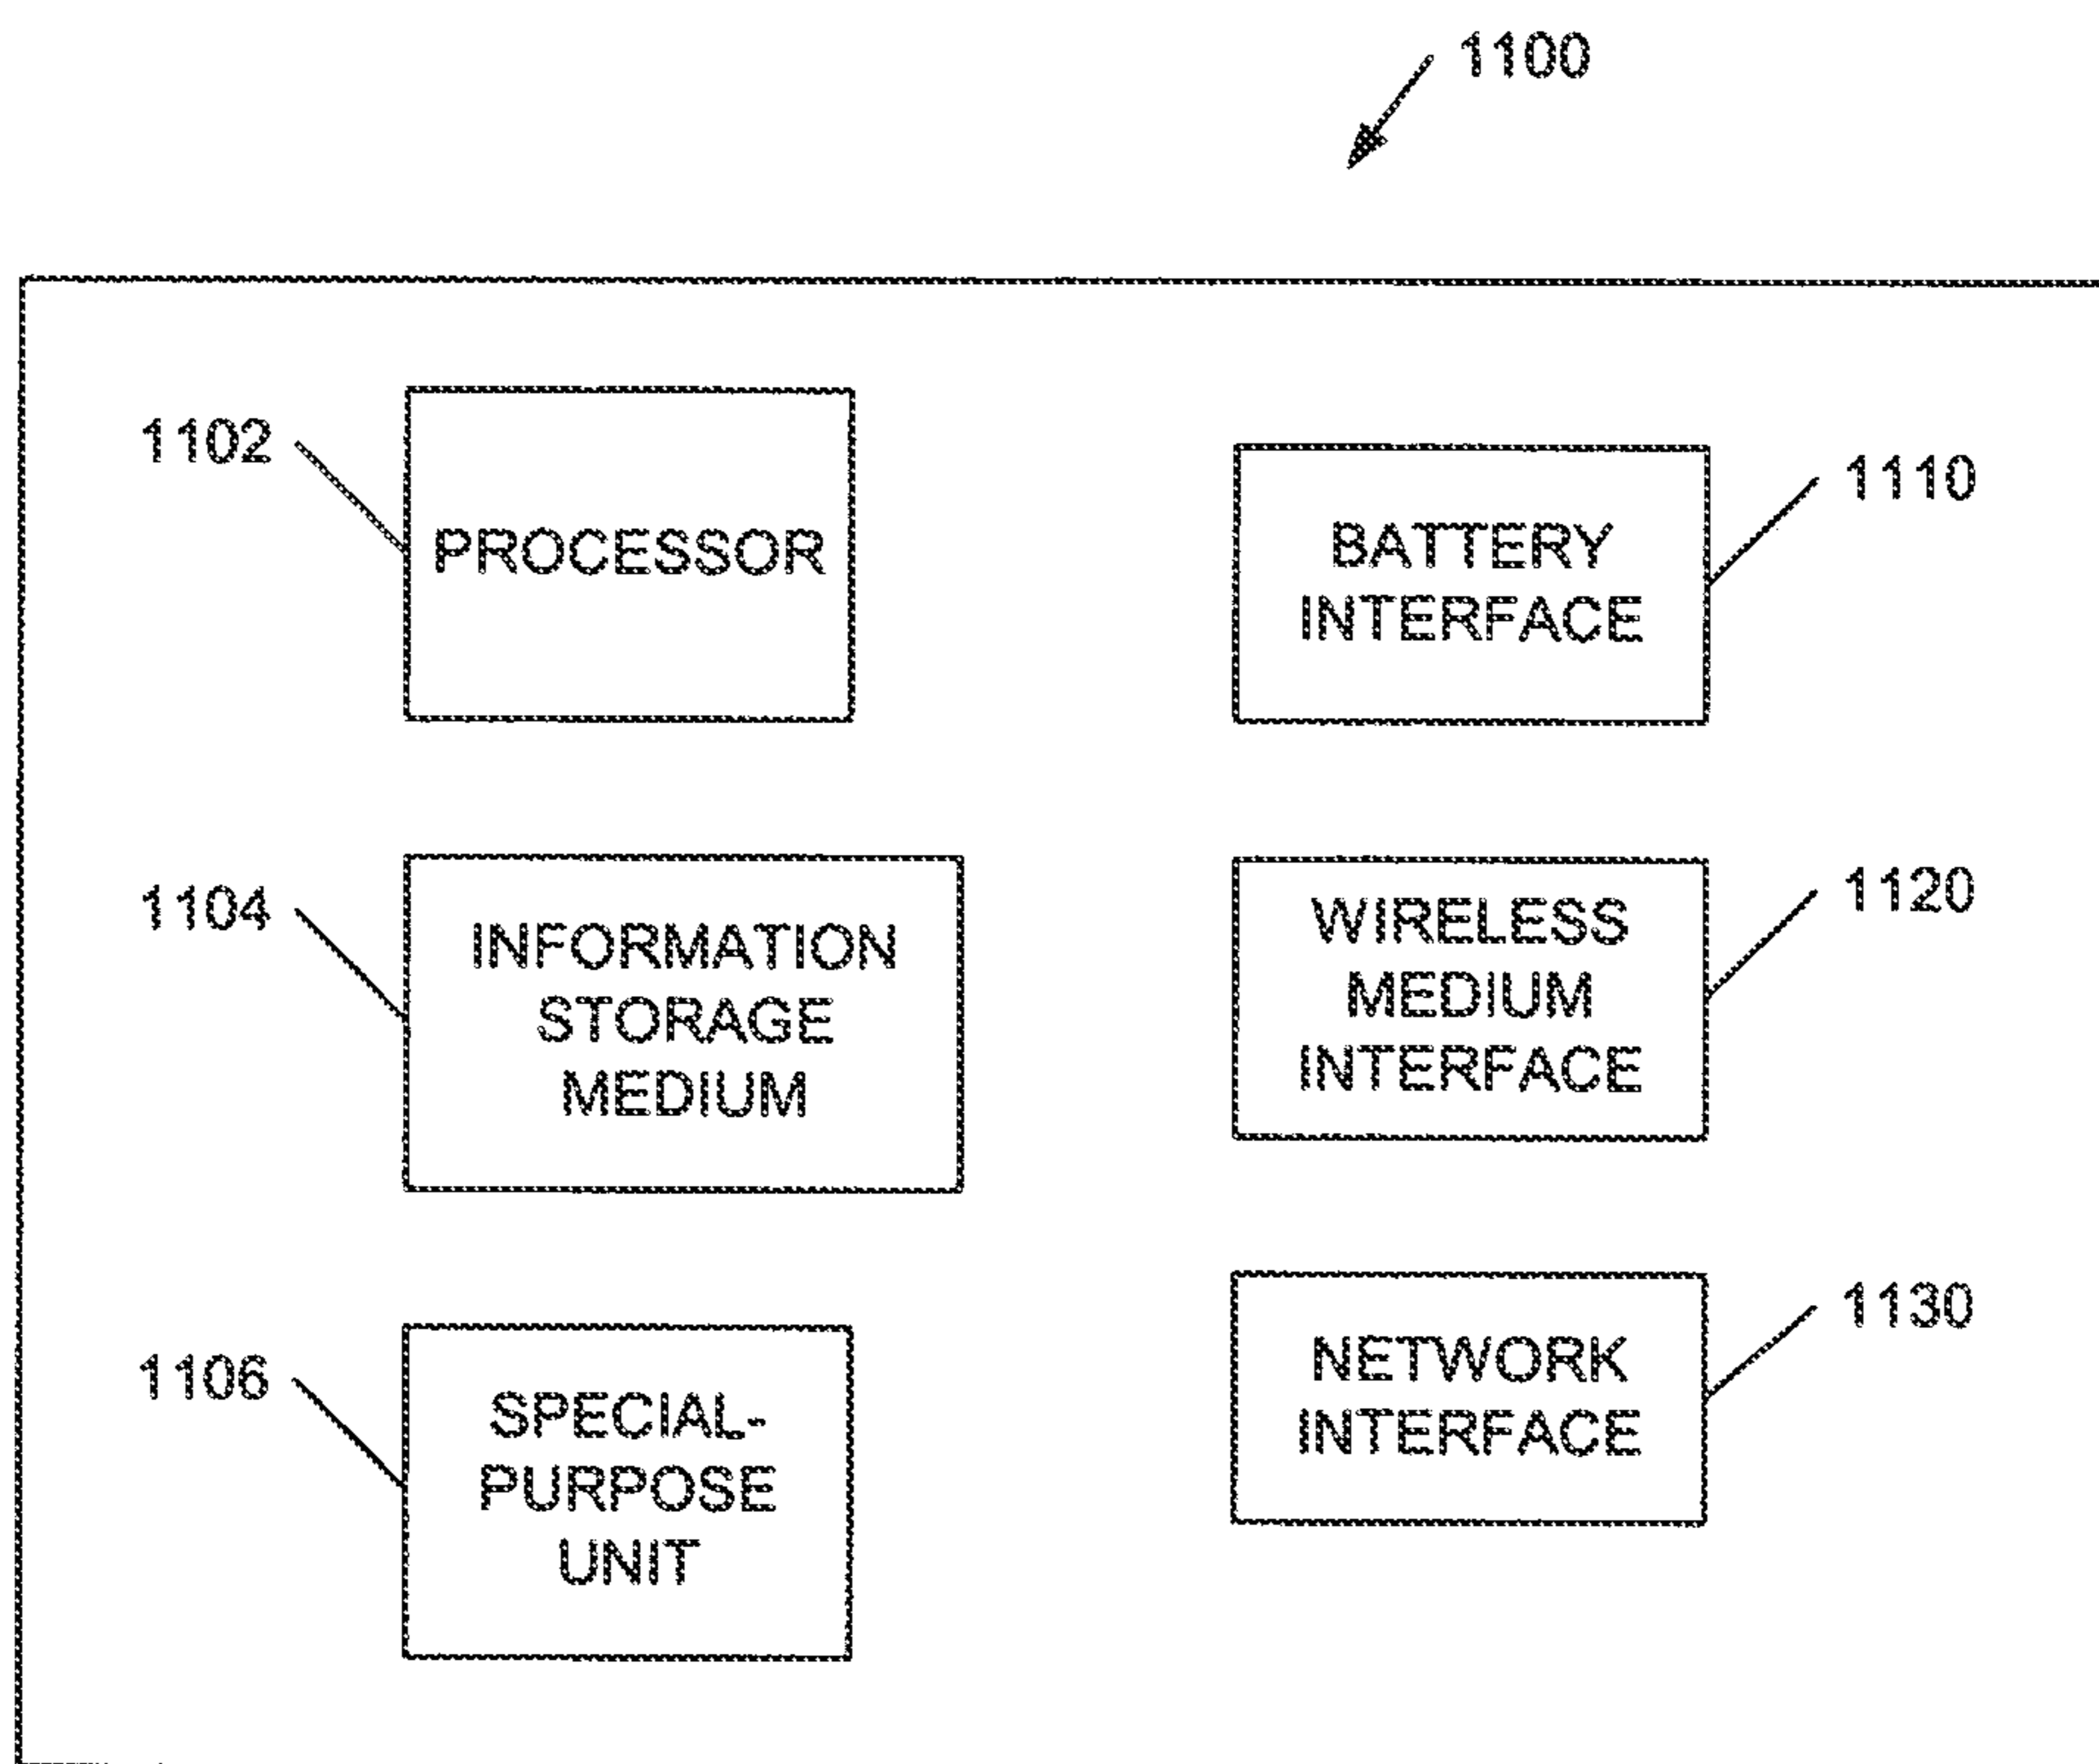 1100
1102
PROCESSOR
BATTERY
INTERFACE
1110
1104
INFORMATION
STORAGE
MEDIUM
WIRELESS
MEDIUM
INTERFACE
1120
1106
SPECIAL-
PURPOSE
UNIT
NETWORK
INTERFACE
1130